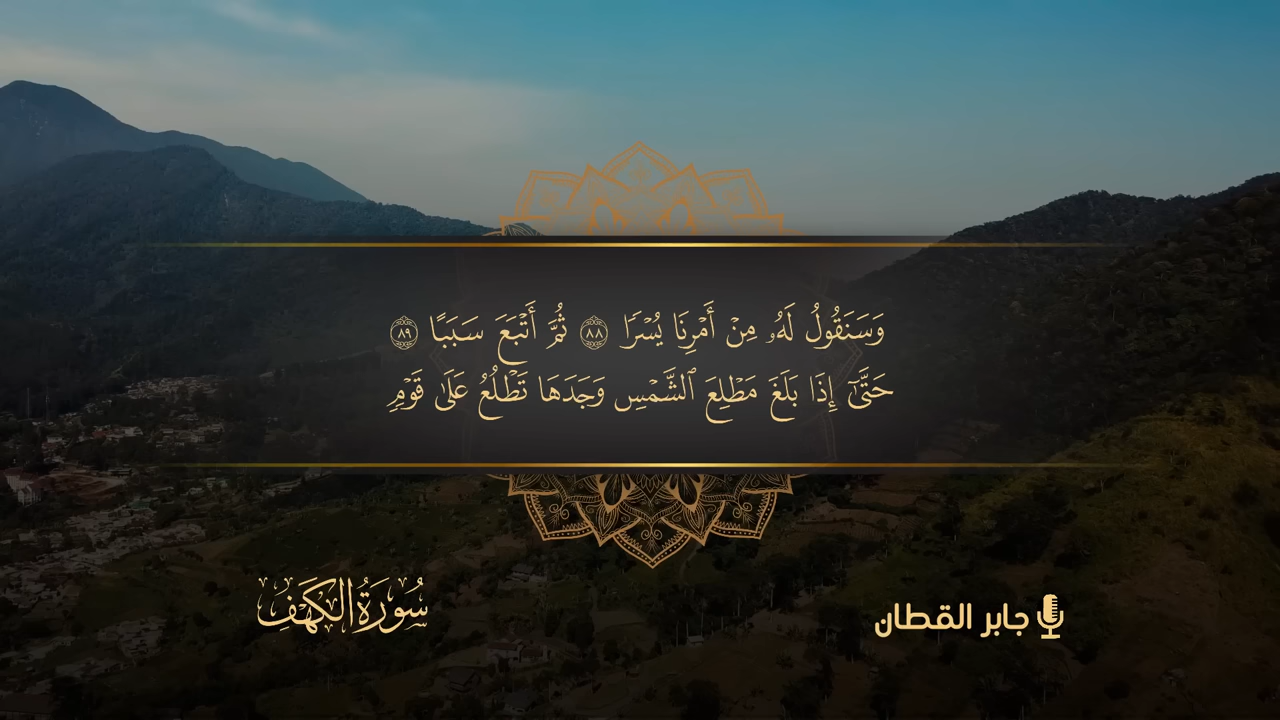 وَسَنَقُولُ لَهُۥ مِنْ أَمْرِنَا يُسْرًا ٨٨ ثُمَّ أَتْبَعَ سَبَبًا ٨٩
حَتَّىٰٓ إِذَا بَلَغَ مَطْلِعَ ٱلشَّمْسِ وَجَدَهَا تَطْلُعُ عَلَىٰ قَوْمٍ
جابر القطان
سُورَةُ الكَهَفِ